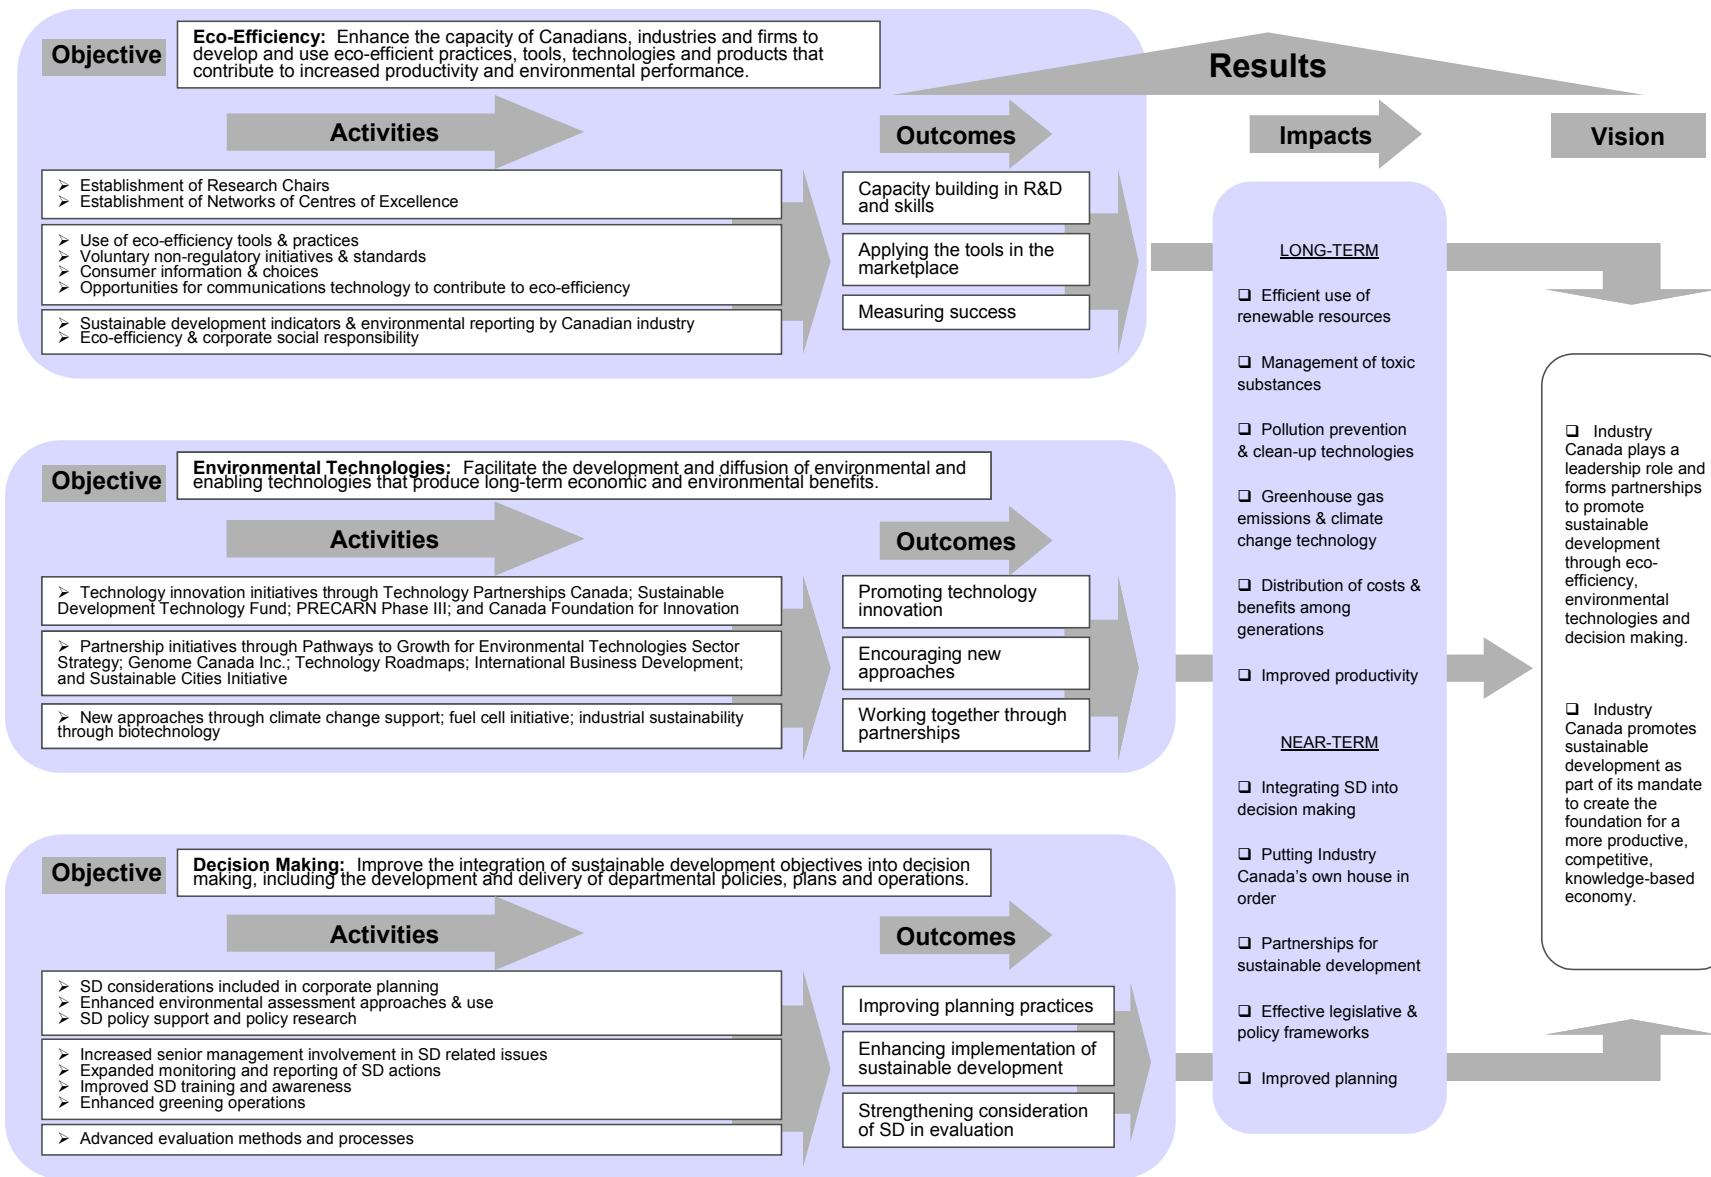 Objective
Eco-Efficiency: Enhance the capacity of Canadians, industries and firms to
develop and use eco-efficient practices, tools, technologies and products that
contribute to increased productivity and environmental performance.
Results
Activities
Outcomes
Impacts
Vision
➢ Establishment of Research Chairs
➢ Establishment of Networks of Centres of Excellence
➢ Use of eco-efficiency tools & practices
➢ Voluntary non-regulatory initiatives & standards
➢ Consumer information & choices
➢ Opportunities for communications technology to contribute to eco-efficiency
➢ Sustainable development indicators & environmental reporting by Canadian industry
➢ Eco-efficiency & corporate social responsibility
Capacity building in R&D
and skills
Applying the tools in the
marketplace
Measuring success
Objective
Environmental Technologies: Facilitate the development and diffusion of environmental and
enabling technologies that produce long-term economic and environmental benefits.
Activities
Outcomes
➢ Technology innovation initiatives through Technology Partnerships Canada; Sustainable
Development Technology Fund; PRECARN Phase III; and Canada Foundation for Innovation
➢ Partnership initiatives through Pathways to Growth for Environmental Technologies Sector
Strategy; Genome Canada Inc.; Technology Roadmaps; International Business Development;
and Sustainable Cities Initiative
➢ New approaches through climate change support; fuel cell initiative; industrial sustainability
through biotechnology
Promoting technology
innovation
Encouraging new
approaches
Working together through
partnerships
Objective
Decision Making: Improve the integration of sustainable development objectives into decision
making, including the development and delivery of departmental policies, plans and operations.
Activities
Outcomes
➢ SD considerations included in corporate planning
➢ Enhanced environmental assessment approaches & use
➢ SD policy support and policy research
➢ Increased senior management involvement in SD related issues
➢ Expanded monitoring and reporting of SD actions
➢ Improved SD training and awareness
➢ Enhanced greening operations
➢ Advanced evaluation methods and processes
Improving planning practices
Enhancing implementation of
sustainable development
Strengthening consideration
of SD in evaluation
LONG-TERM
❑ Efficient use of
renewable resources
❑ Management of toxic
substances
❑ Pollution prevention
& clean-up technologies
❑ Greenhouse gas
emissions & climate
change technology
❑ Distribution of costs &
benefits among
generations
❑ Improved productivity
NEAR-TERM
❑ Integrating SD into
decision making
❑ Putting Industry
Canada's own house in
order
❑ Partnerships for
sustainable development
❑ Effective legislative &
policy frameworks
❑ Improved planning
❑ Industry
Canada plays a
leadership role and
forms partnerships
to promote
sustainable
development
through eco-
efficiency,
environmental
technologies and
decision making.
❑ Industry
Canada promotes
sustainable
development as
part of its mandate
to create the
foundation for a
more productive,
competitive,
knowledge-based
economy.